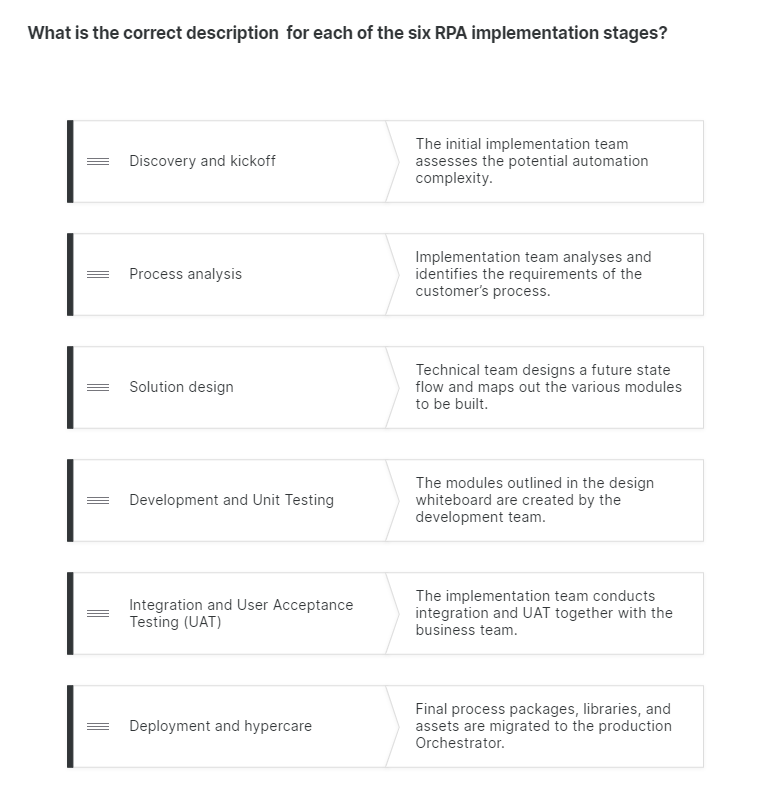 What is the correct description for each of the six RPA implementation stages?
Discovery and kickoff
The initial implementation team
assesses the potential automation
complexity.
Process analysis
Implementation team analyses and
identifies the requirements of the
customer's process.
Solution design
Technical team designs a future state
flow and maps out the various modules
to be built.
Development and Unit Testing
The modules outlined in the design
whiteboard are created by the
development team.
Integration and User Acceptance
Testing (UAT)
The implementation team conducts
integration and UAT together with the
business team.
Deployment and hypercare
Final process packages, libraries, and
assets are migrated to the production
Orchestrator.